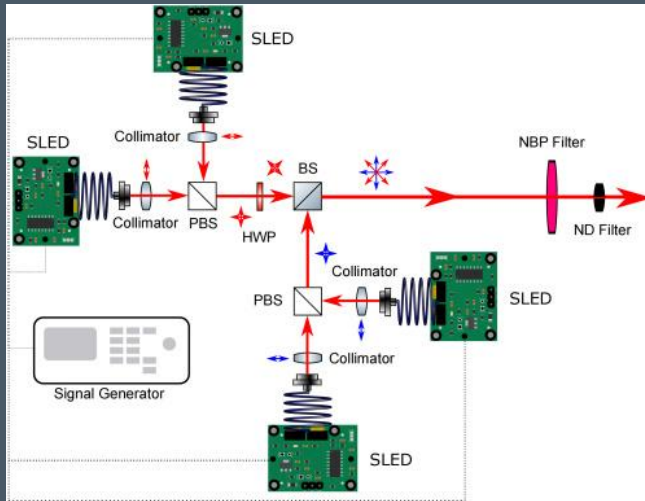 SLED
Collimator
SLED
Collimator
PBS
HWP
BS
NBP Filter
ND Filter
Collimator
PBS
SLED
Collimator
Signal Generator
SLED